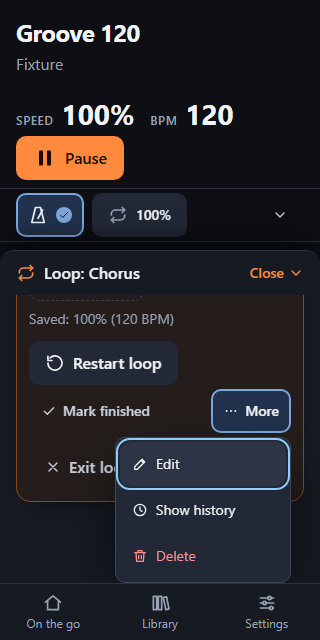 Groove 120
Fixture
SPEED 100% BPM 120
Pause
100%
Loop: Chorus
Close
Saved: 100% (120 BPM)
Restart loop
Mark finished
More
Exit
Edit
Show history
Delete
On the go
Library
Settings